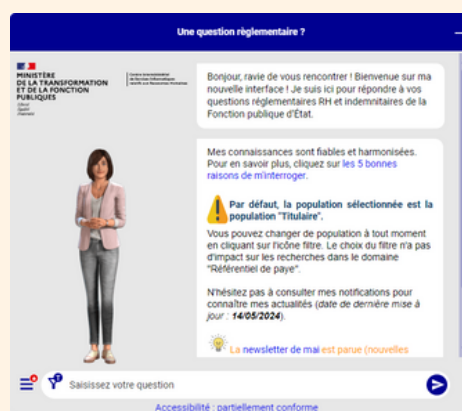 Une question règlementaire ?
MINISTÈRE
DE LA TRANSFORMATION
ET DE LA FONCTION
PUBLIQUES
Liberté
Égalité
Fraternité
Bonjour, ravie de vous rencontrer ! Bienvenue sur ma
nouvelle interface ! Je suis ici pour répondre à vos
questions réglementaires RH et indemnitaires de la
Fonction publique d'État.
Mes connaissances sont fiables et harmonisées.
Pour en savoir plus, cliquez sur les 5 bonnes
raisons de m'interroger.
Par défaut, la population sélectionnée est la
population "Titulaire".
Vous pouvez changer de population à tout moment
en cliquant sur l'icône filtre. Le choix du filtre n'a pas
d'impact sur les recherches dans le domaine
"Référentiel de paye".
N'hésitez pas à consulter mes notifications pour
connaître mes actualités (date de dernière mise à
jour : 14/05/2024).
La newsletter de mai est parue (nouvelles
Saisissez votre question
Accessibilité : partiellement conforme